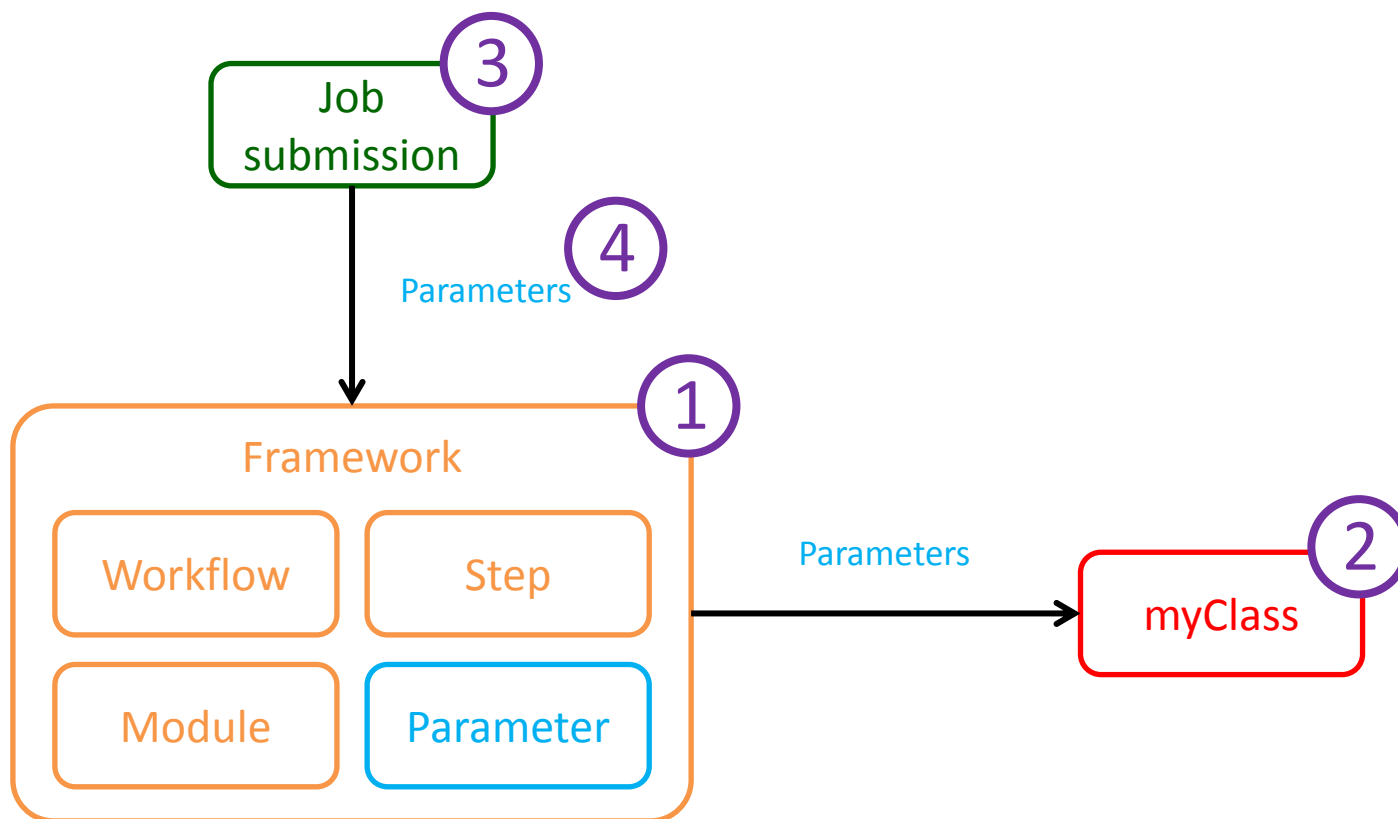 3
Job
submission
4
Parameters
1
Framework
Workflow
Step
Module
Parameter
Parameters
2
myClass